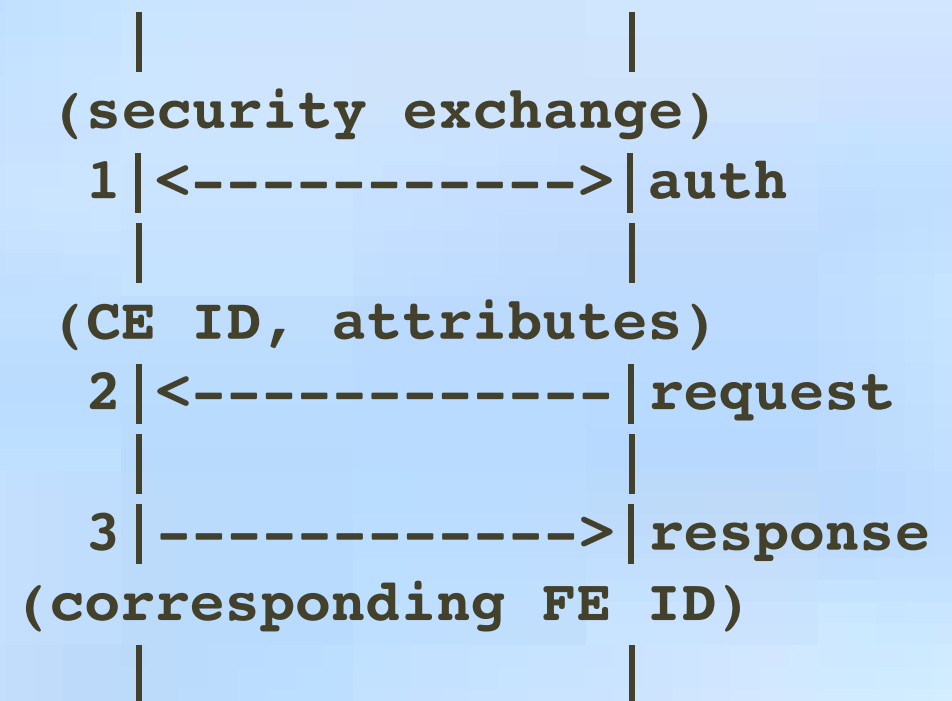 |             |
(security exchange)
1|<----------->|auth
|             |
(CE ID, attributes)
2|<------------|request
|             |
3|------------>|response
(corresponding FE ID)
|             |